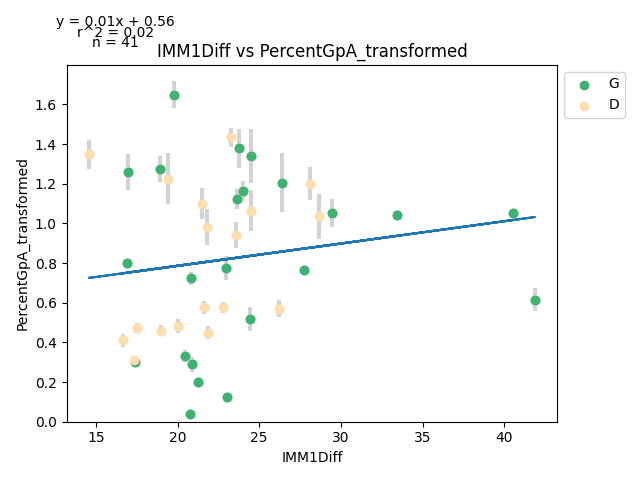 y = 0.01x + 0.56
r^2 = 0.02
n = 41
IMM1Diff vs PercentGpA_transformed
G
D
PercentGpA_transformed
1.6
1.4
1.2
1.0
0.8
0.6
0.4
0.2
0.0
15 20 25 30 35 40
IMM1Diff